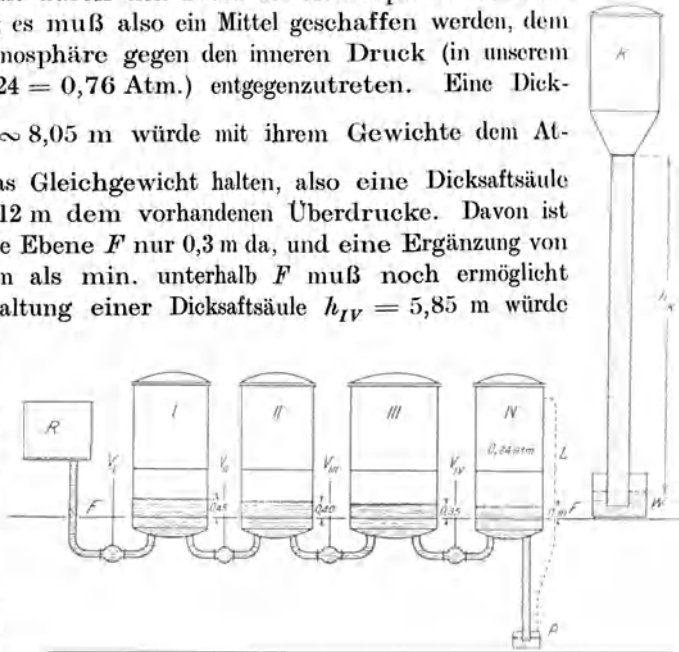 es muß also ein Mittel geschaffen werden, dem
nosphäre gegen den inneren Druck (in unserem
24 = 0,76 Atm.) entgegenzutreten. Eine Dick-
∾ 8,05 m würde mit ihrem Gewichte dem At-
as Gleichgewicht halten, also eine Dicksaftsäule
12 m dem vorhandenen Überdrucke. Davon ist
e Ebene F nur 0,3 m da, und eine Ergänzung von
n als min. unterhalb F muß noch ermöglicht
altung einer Dicksaftsäule h_IV = 5,85 m würde
K
h_K
R I II III IV
0,24 atm L
V_I V_II V_III V_IV
F 0,45 0,40 0,35 F W
A